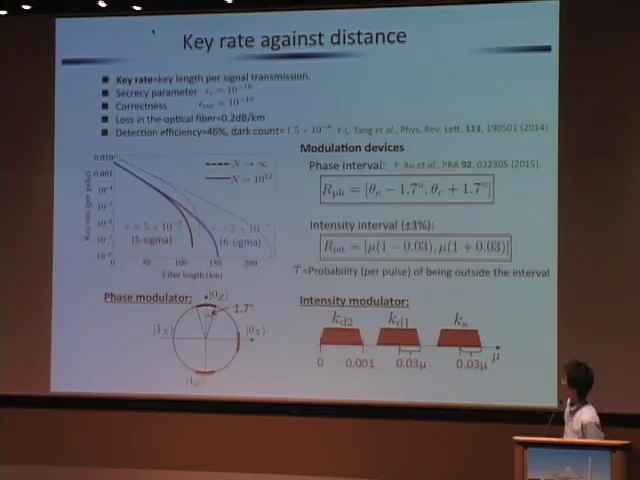 Key rate against distance
Key rate=key length per signal transmission.
Secrecy parameter
Correctness
Loss in the optical fiber=0.2dB/km
Detection efficiency=46%, dark count= Y-L. Tang et al., Phys. Rev. Lett. 113, 190501 (2014)
Modulation devices
Phase interval: F. Xu et al., PRA 92, 032305 (2015).
R_ph = [θ_c − 1.7°, θ_c + 1.7°]
Intensity interval (±3%):
= [μ(1 − 0.03), μ(1 + 0.03)]
=Probability (per pulse) of being outside the interval
Key rate (per pulse)
N → ∞
N = 10^12
(5-sigma)
(6-sigma)
0 50 100 150 200
Fiber length (km)
Phase modulator:
|0_Z⟩
1.7°
|1_X⟩
|0_X⟩
Intensity modulator:
k_d2 k_d1 k_s
μ
0 0.001 0.03μ 0.03μ